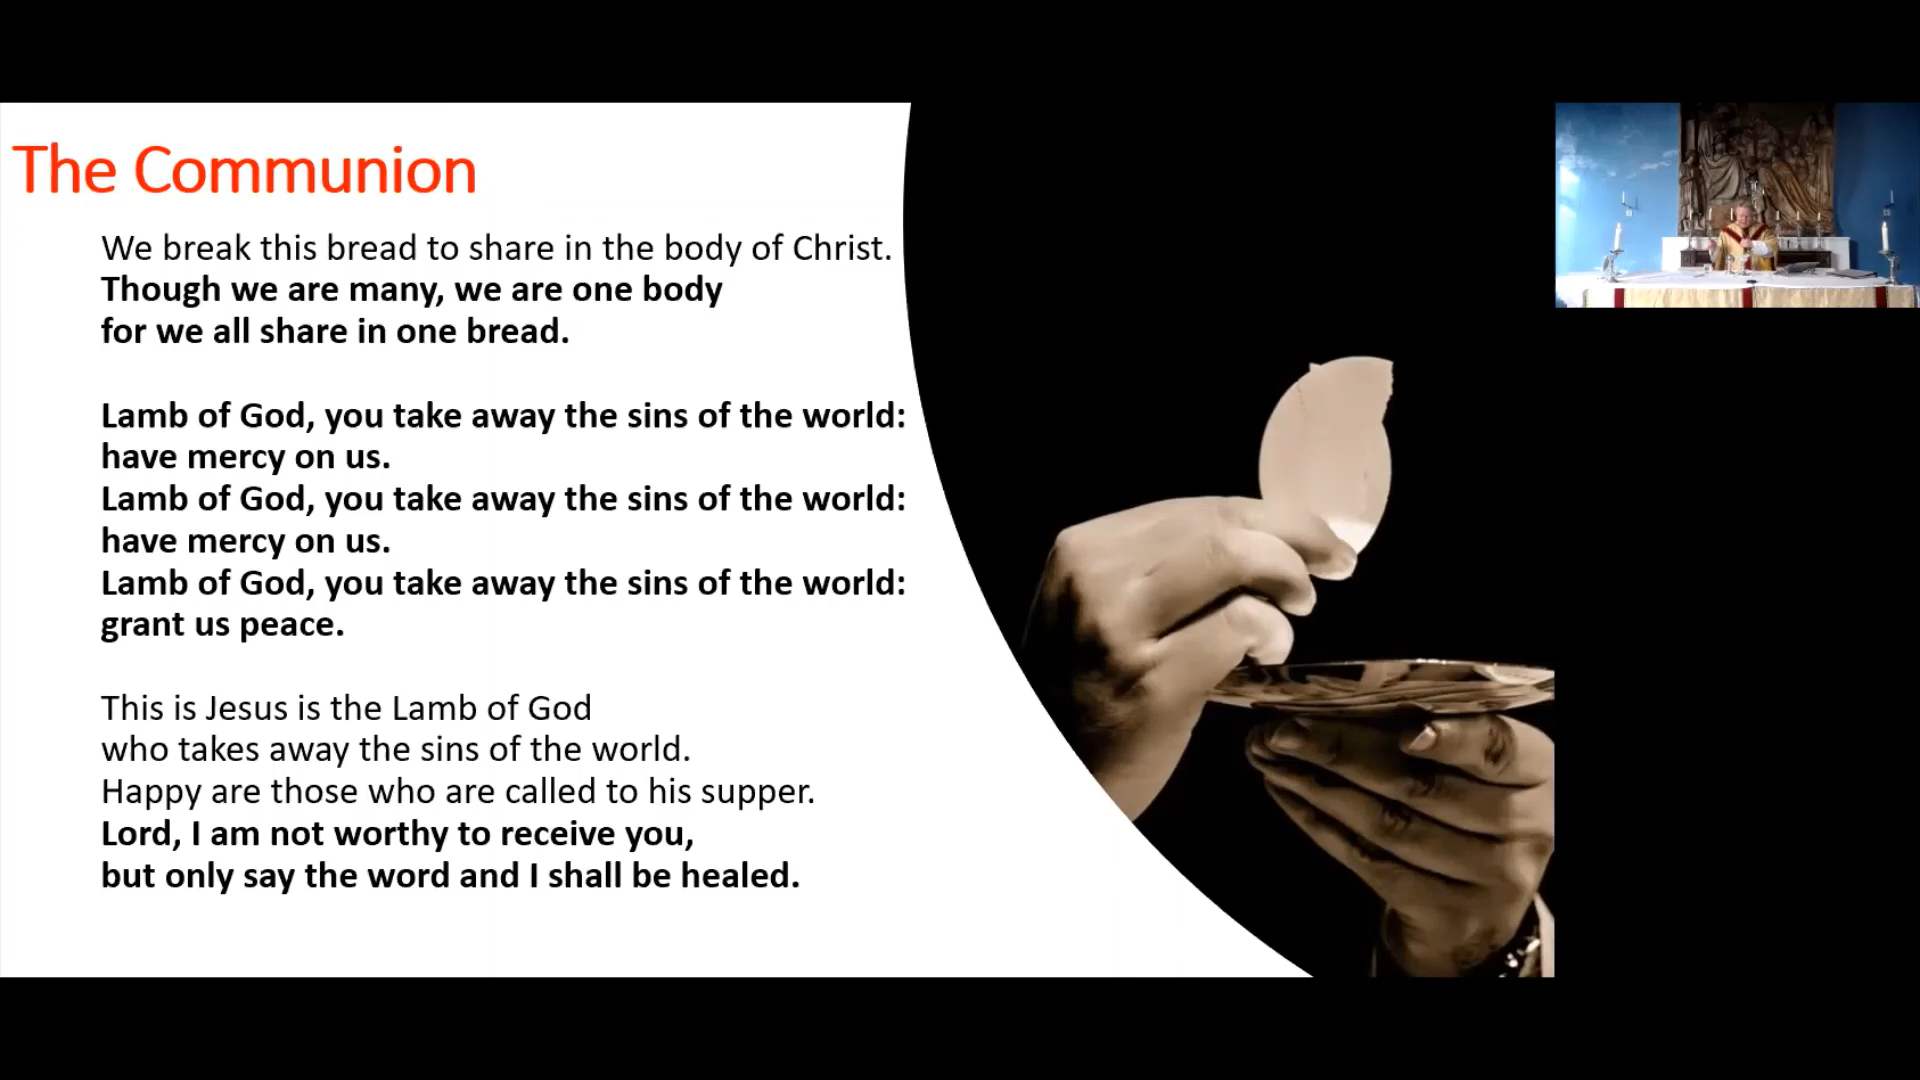 The Communion
We break this bread to share in the body of Christ.
Though we are many, we are one body
for we all share in one bread.
Lamb of God, you take away the sins of the world:
have mercy on us.
Lamb of God, you take away the sins of the world:
have mercy on us.
Lamb of God, you take away the sins of the world:
grant us peace.
This is Jesus is the Lamb of God
who takes away the sins of the world.
Happy are those who are called to his supper.
Lord, I am not worthy to receive you,
but only say the word and I shall be healed.